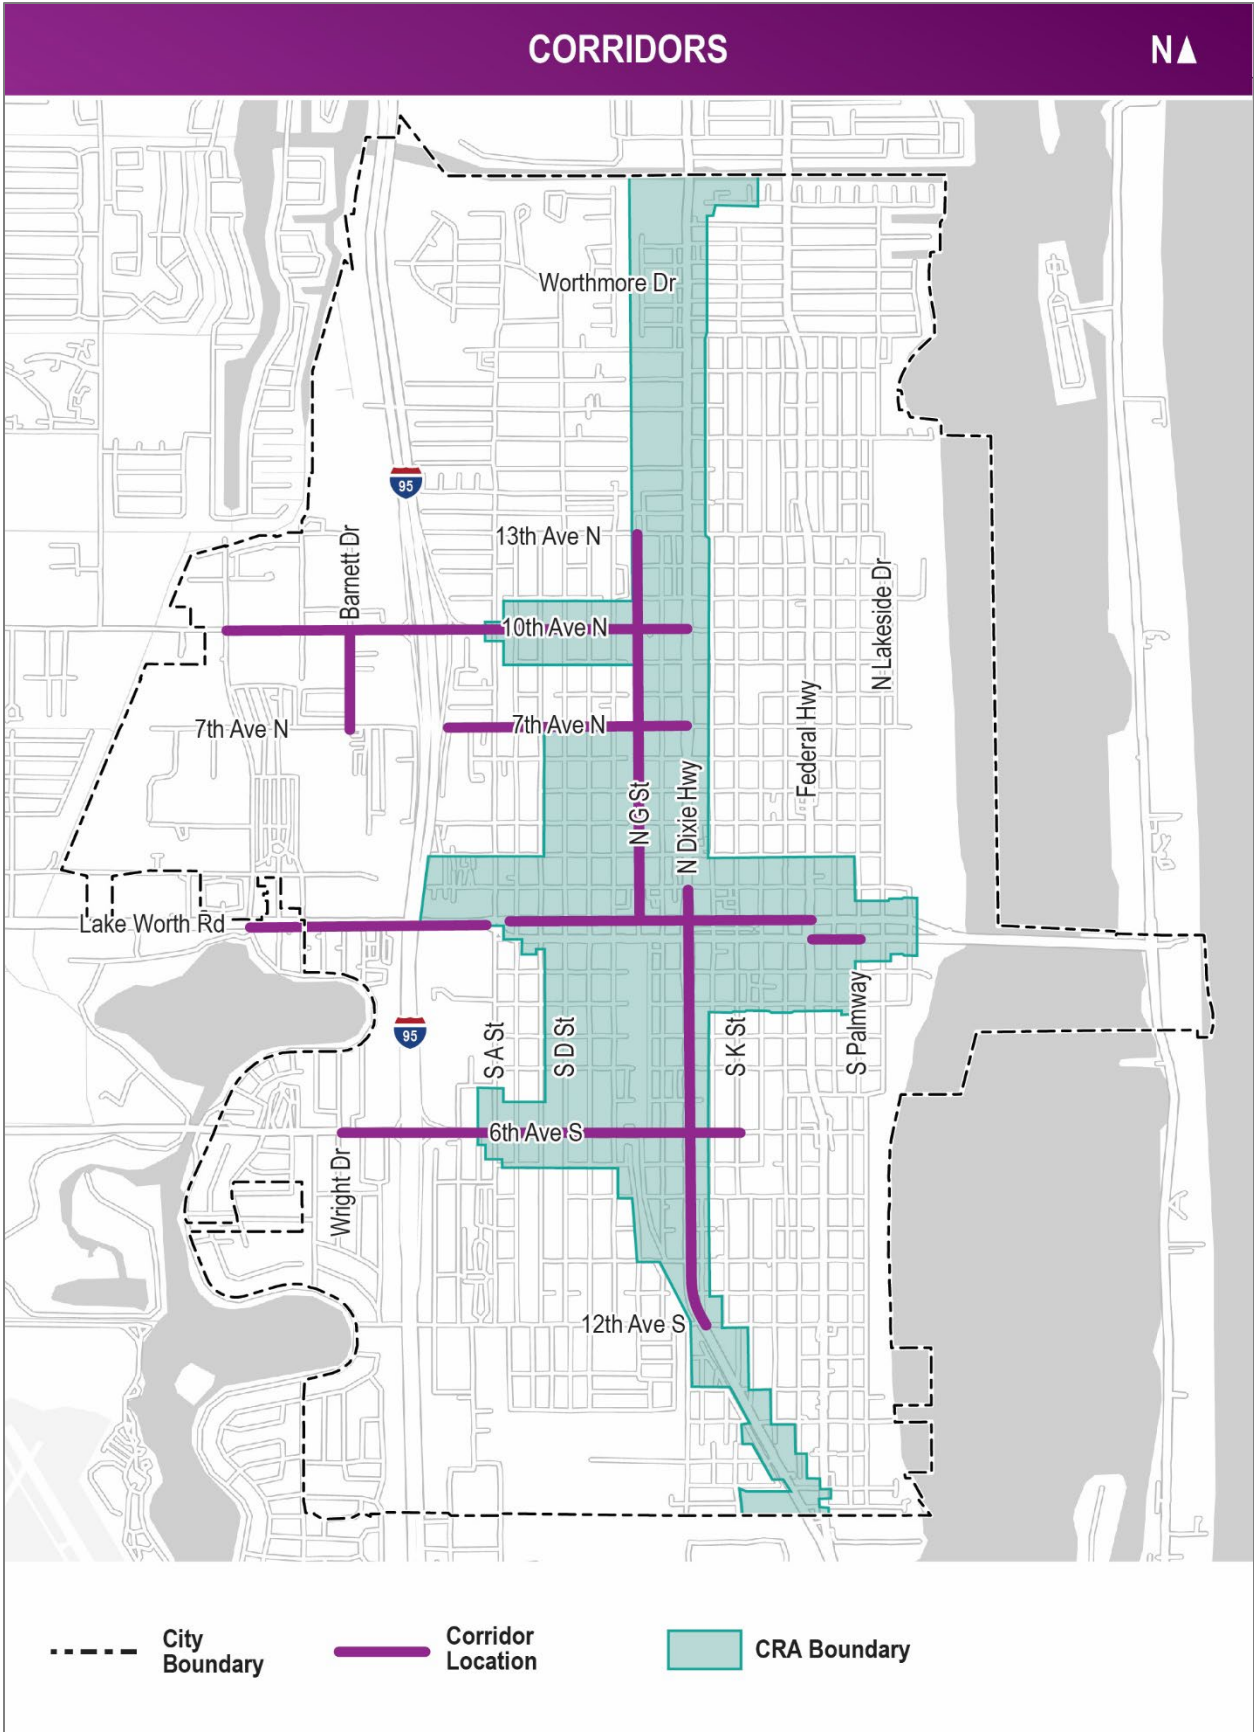 CORRIDORS
N
Worthmore Dr
95
13th Ave N
Barnett Dr
N Lakeside Dr
10th Ave N
7th Ave N
7th Ave N
Federal Hwy
N G St
N Dixie Hwy
Lake Worth Rd
95
S A St
S D St
S K St
S Palmway
6th Ave S
Wright Dr
12th Ave S
City
Boundary
Corridor
Location
CRA Boundary